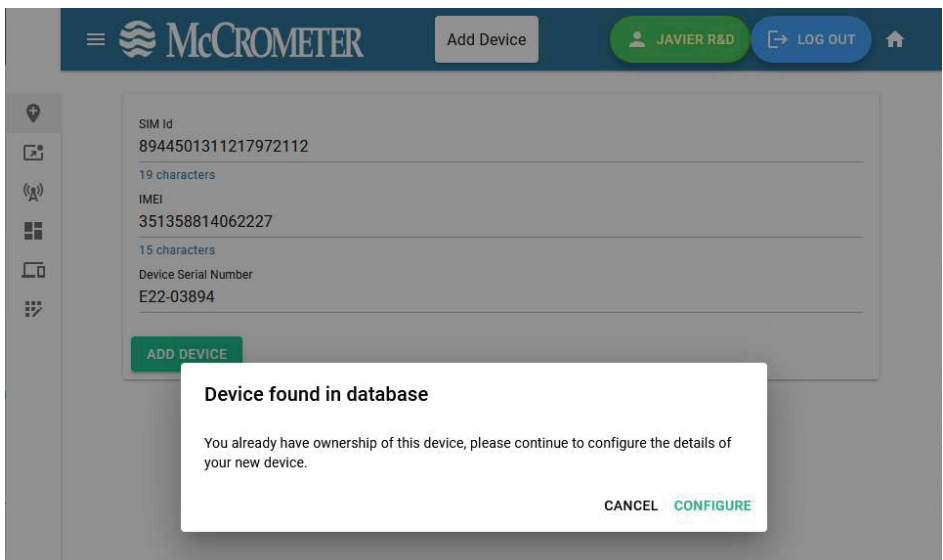 McCROMETER
Add Device
JAVIER R&D
LOG OUT
SIM Id
8944501311217972112
19 characters
IMEI
351358814062227
15 characters
Device Serial Number
E22-03894
ADD DEVICE
Device found in database
You already have ownership of this device, please continue to configure the details of
your new device.
CANCEL CONFIGURE